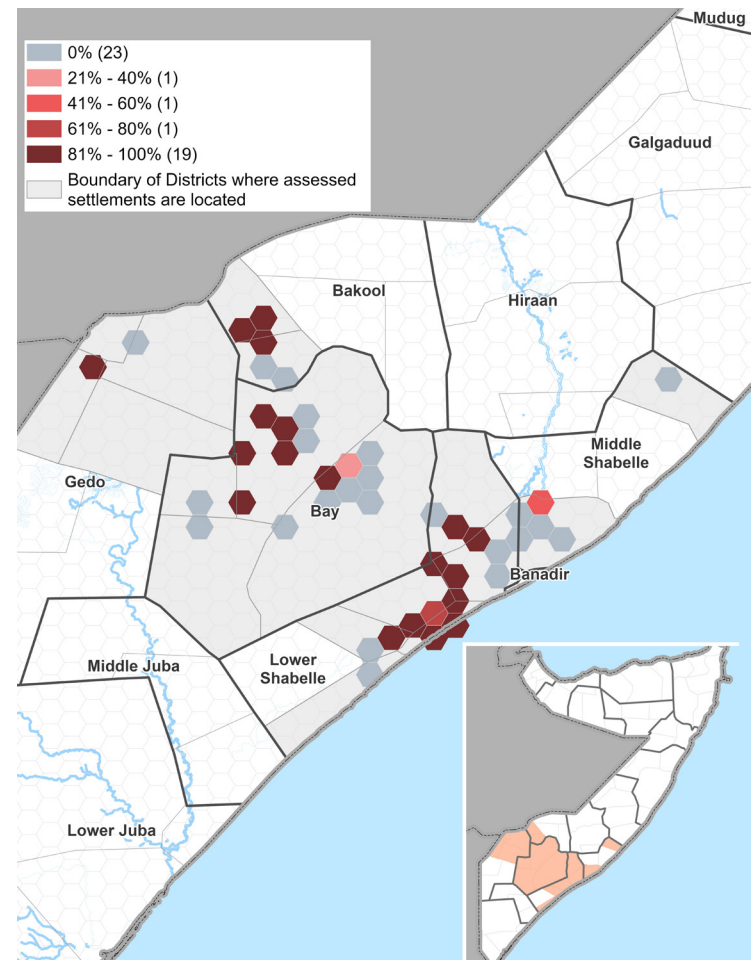 Mudug
0% (23)
21% - 40% (1)
41% - 60% (1)
61% - 80% (1)
81% - 100% (19)
Boundary of Districts where assessed
settlements are located
Galgaduud
Bakool
Hiraan
Middle
Shabelle
Gedo
Bay
Banadir
Middle Juba
Lower
Shabelle
Lower Juba